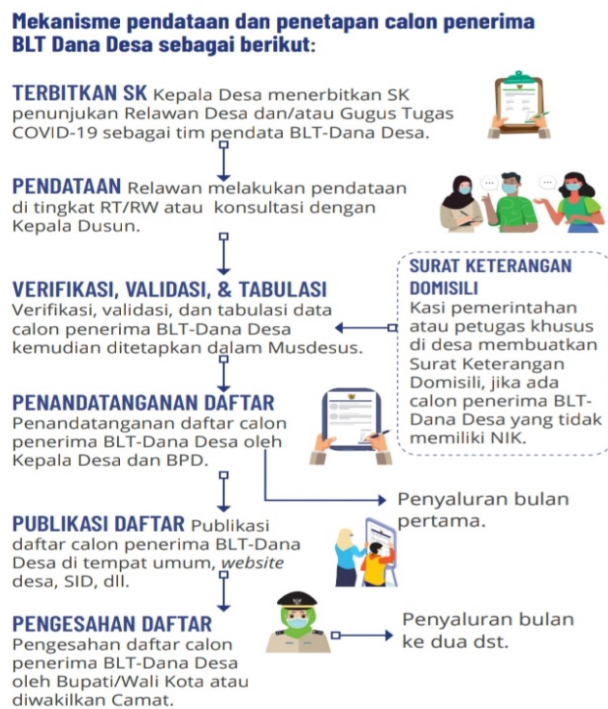 Mekanisme pendataan dan penetapan calon penerima
BLT Dana Desa sebagai berikut:
TERBITKAN SK Kepala Desa menerbitkan SK
penunjukan Relawan Desa dan/atau Gugus Tugas
COVID-19 sebagai tim pendata BLT-Dana Desa.
PENDATAAN Relawan melakukan pendataan
di tingkat RT/RW atau konsultasi dengan
Kepala Dusun.
VERIFIKASI, VALIDASI, & TABULASI
Verifikasi, validasi, dan tabulasi data
calon penerima BLT-Dana Desa
kemudian ditetapkan dalam Musdesus.
SURAT KETERANGAN
DOMISILI
Kasi pemerintahan
atau petugas khusus
di desa membuatkan
Surat Keterangan
Domisili, jika ada
calon penerima BLT-
Dana Desa yang tidak
memiliki NIK.
PENANDATANGANAN DAFTAR
Penandatanganan daftar calon
penerima BLT-Dana Desa oleh
Kepala Desa dan BPD.
Penyaluran bulan
pertama.
PUBLIKASI DAFTAR Publikasi
daftar calon penerima BLT-Dana
Desa di tempat umum, website
desa, SID, dll.
PENGESAHAN DAFTAR
Pengesahan daftar calon
penerima BLT-Dana Desa
oleh Bupati/Wali Kota atau
diwakilkan Camat.
Penyaluran bulan
ke dua dst.